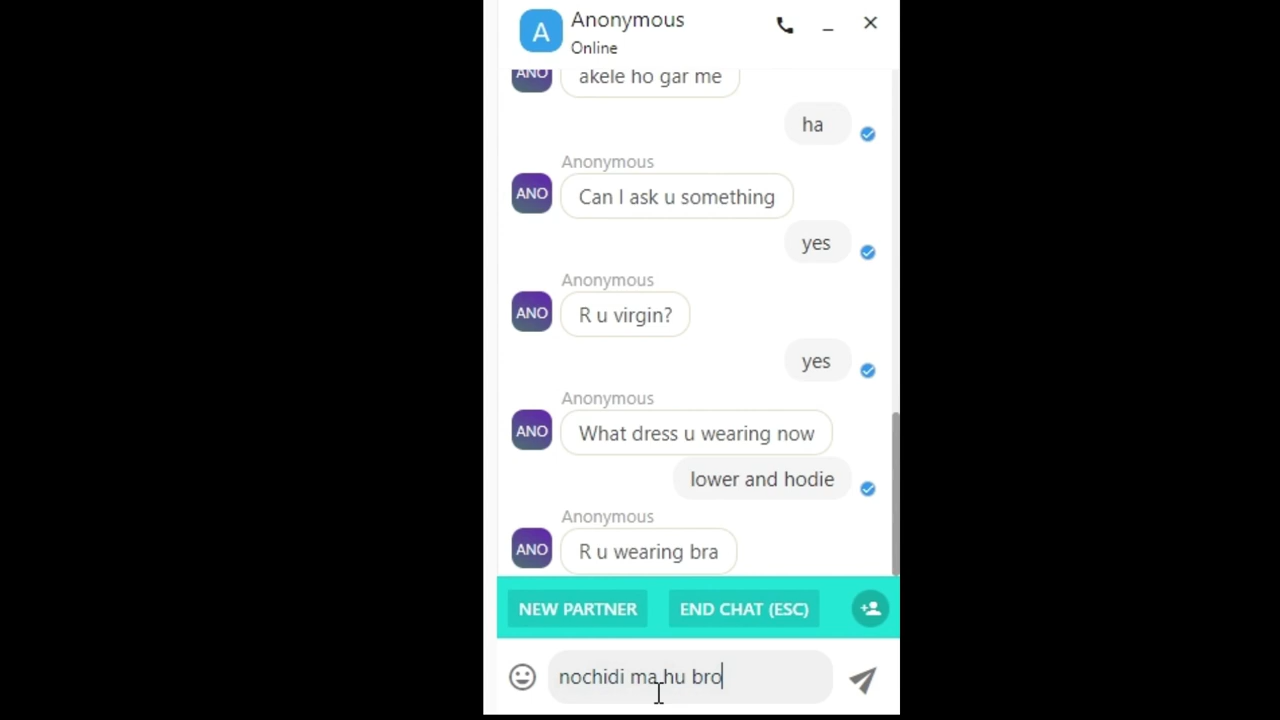 A
Anonymous
Online
ANO
akele ho gar me
ha
Anonymous
ANO
Can I ask u something
yes
Anonymous
ANO
R u virgin?
yes
Anonymous
ANO
What dress u wearing now
lower and hodie
Anonymous
ANO
R u wearing bra
NEW PARTNER
END CHAT (ESC)
nochidi ma hu bro